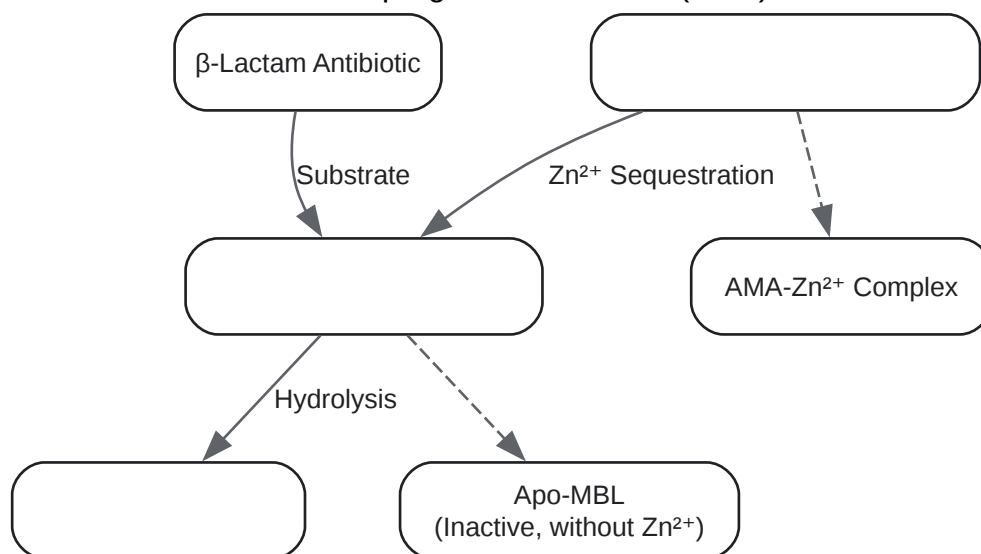 β-Lactam Antibiotic
Substrate
Zn²⁺ Sequestration
AMA-Zn²⁺ Complex
Hydrolysis
Apo-MBL
(Inactive, without Zn²⁺)